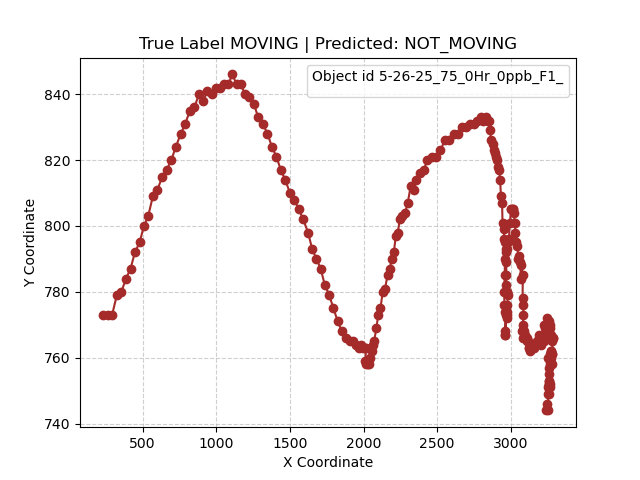 True Label MOVING | Predicted: NOT_MOVING
Object id 5-26-25_75_0Hr_0ppb_F1_
Y Coordinate
840
820
800
780
760
740
500 1000 1500 2000 2500 3000
X Coordinate